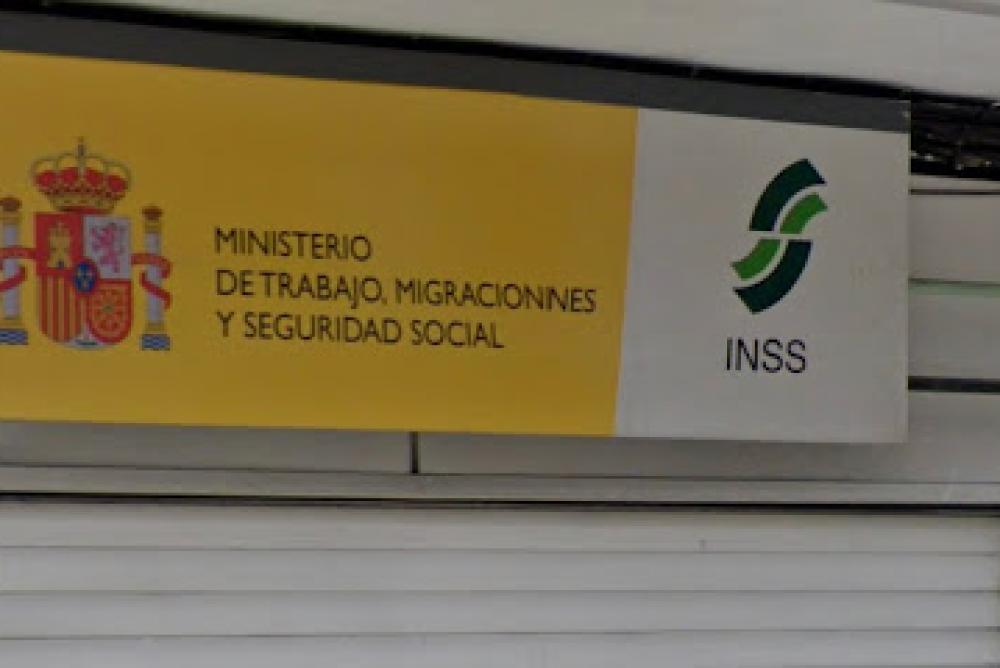 MINISTERIO
DE TRABAJO, MIGRACIONNES
Y SEGURIDAD SOCIAL
INSS